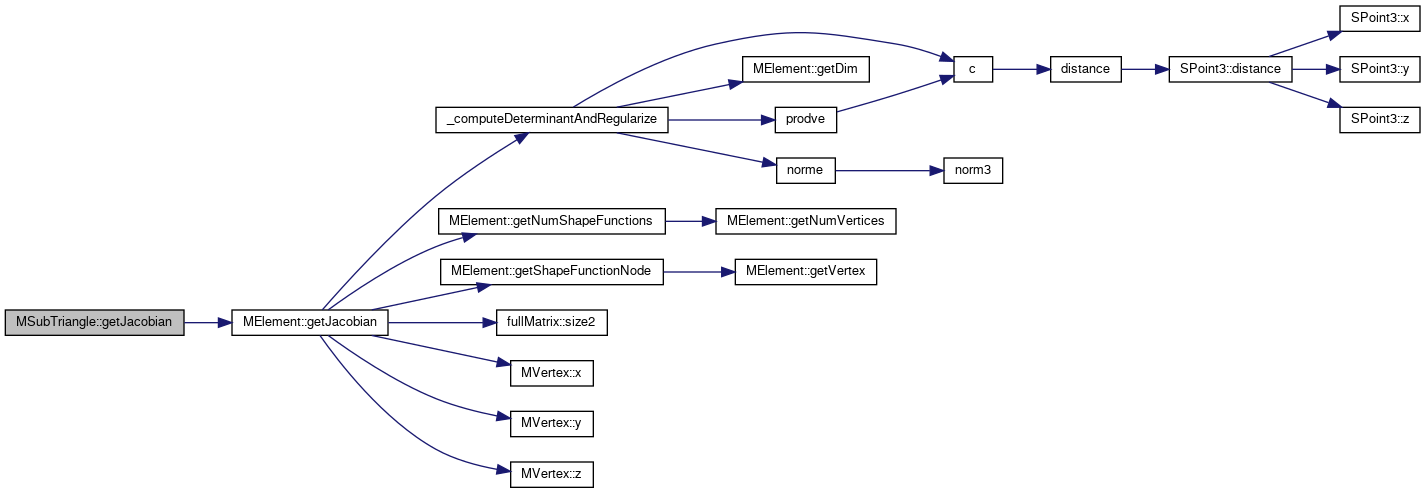 MSubTriangle::getJacobian
MElement::getJacobian
_computeDeterminantAndRegularize
MElement::getDim
prodve
norme
norm3
c
distance
SPoint3::distance
SPoint3::x
SPoint3::y
SPoint3::z
MElement::getNumShapeFunctions
MElement::getNumVertices
MElement::getShapeFunctionNode
MElement::getVertex
fullMatrix::size2
MVertex::x
MVertex::y
MVertex::z